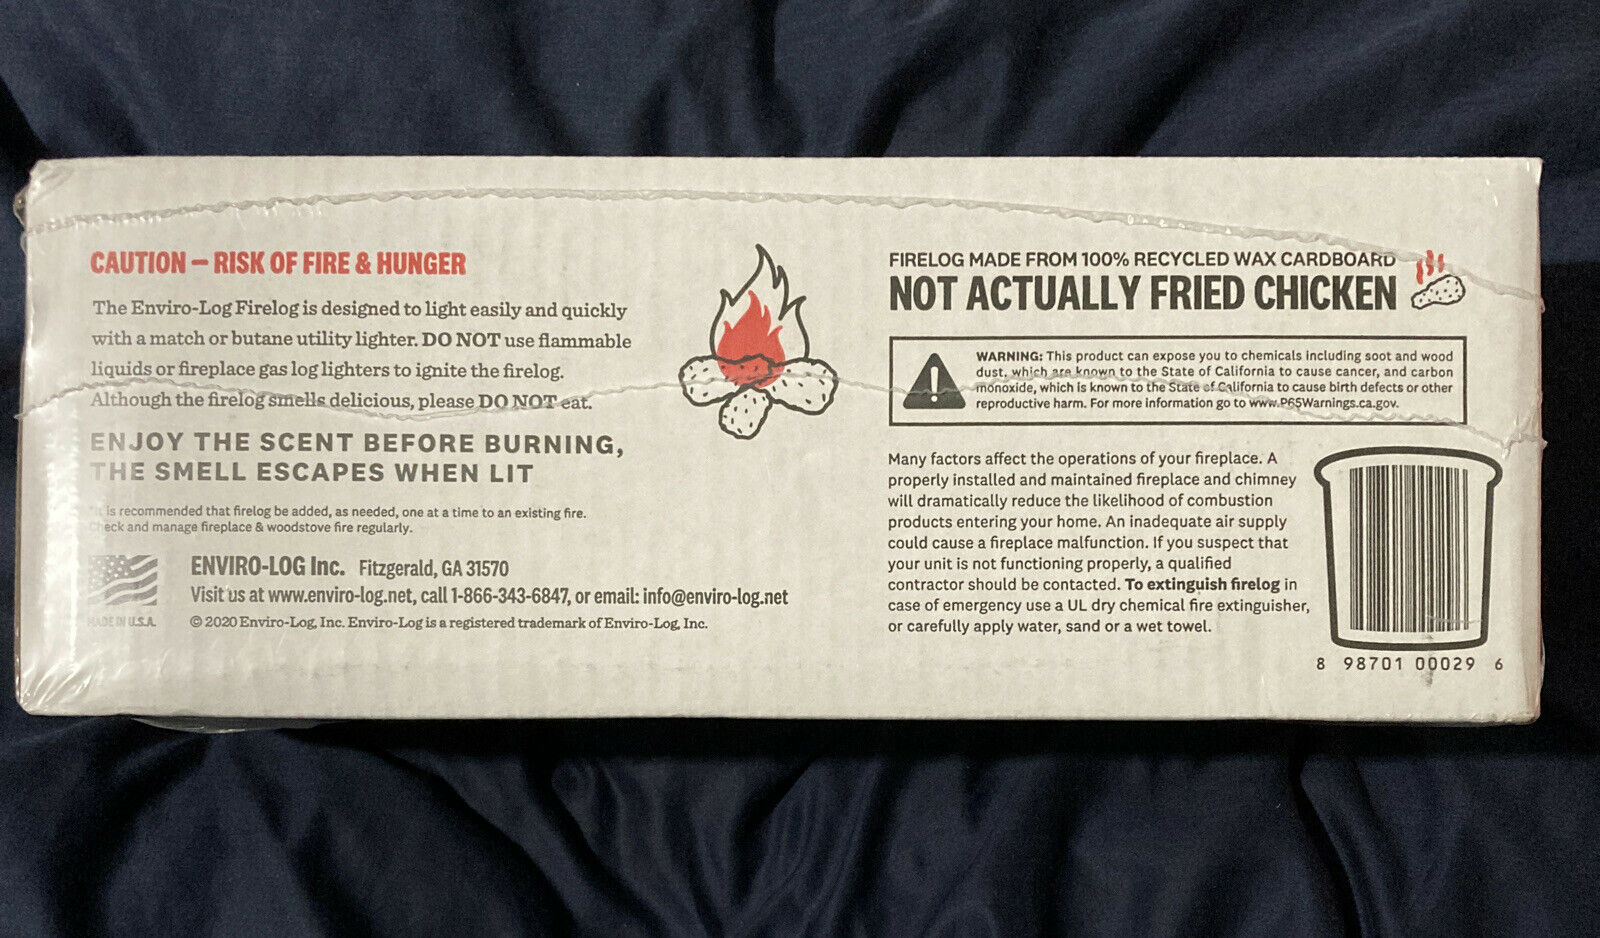 CAUTION – RISK OF FIRE & HUNGER
The Enviro-Log Firelog is designed to light easily and quickly
with a match or butane utility lighter. DO NOT use flammable
liquids or fireplace gas log lighters to ignite the firelog.
Although the firelog smells delicious, please DO NOT eat.
ENJOY THE SCENT BEFORE BURNING,
THE SMELL ESCAPES WHEN LIT
*It is recommended that firelog be added, as needed, one at a time to an existing fire.
Check and manage fireplace & woodstove fire regularly.
MADE IN U.S.A.
ENVIRO-LOG Inc. Fitzgerald, GA 31570
Visit us at www.enviro-log.net, call 1-866-343-6847, or email: info@enviro-log.net
© 2020 Enviro-Log, Inc. Enviro-Log is a registered trademark of Enviro-Log, Inc.
FIRELOG MADE FROM 100% RECYCLED WAX CARDBOARD
NOT ACTUALLY FRIED CHICKEN
WARNING: This product can expose you to chemicals including soot and wood
dust, which are known to the State of California to cause cancer, and carbon
monoxide, which is known to the State of California to cause birth defects or other
reproductive harm. For more information go to www.P65Warnings.ca.gov.
Many factors affect the operations of your fireplace. A
properly installed and maintained fireplace and chimney
will dramatically reduce the likelihood of combustion
products entering your home. An inadequate air supply
could cause a fireplace malfunction. If you suspect that
your unit is not functioning properly, a qualified
contractor should be contacted. To extinguish firelog in
case of emergency use a UL dry chemical fire extinguisher,
or carefully apply water, sand or a wet towel.
8 98701 00029 6